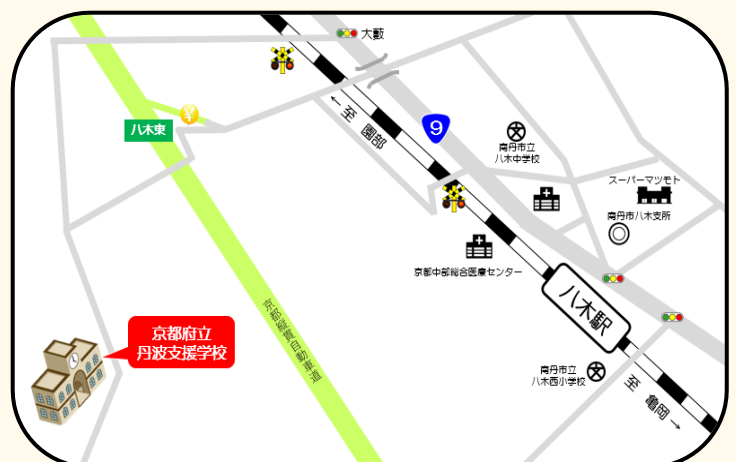 大藪
八木東
¥
←至 園部
9
南丹市立
八木中学校
スーパーマツモト
南丹市八木支所
京都中部総合医療センター
八木駅
京都縦貫自動車道
京都府立
丹波支援学校
南丹市立
八木西小学校
至 亀岡→